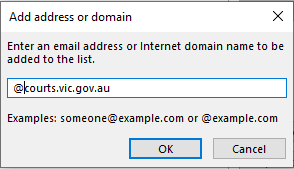 Add address or domain
Enter an email address or Internet domain name to
be added to the list.
@courts.vic.gov.au
Examples: someone@example.com or @example.com
OK
Cancel